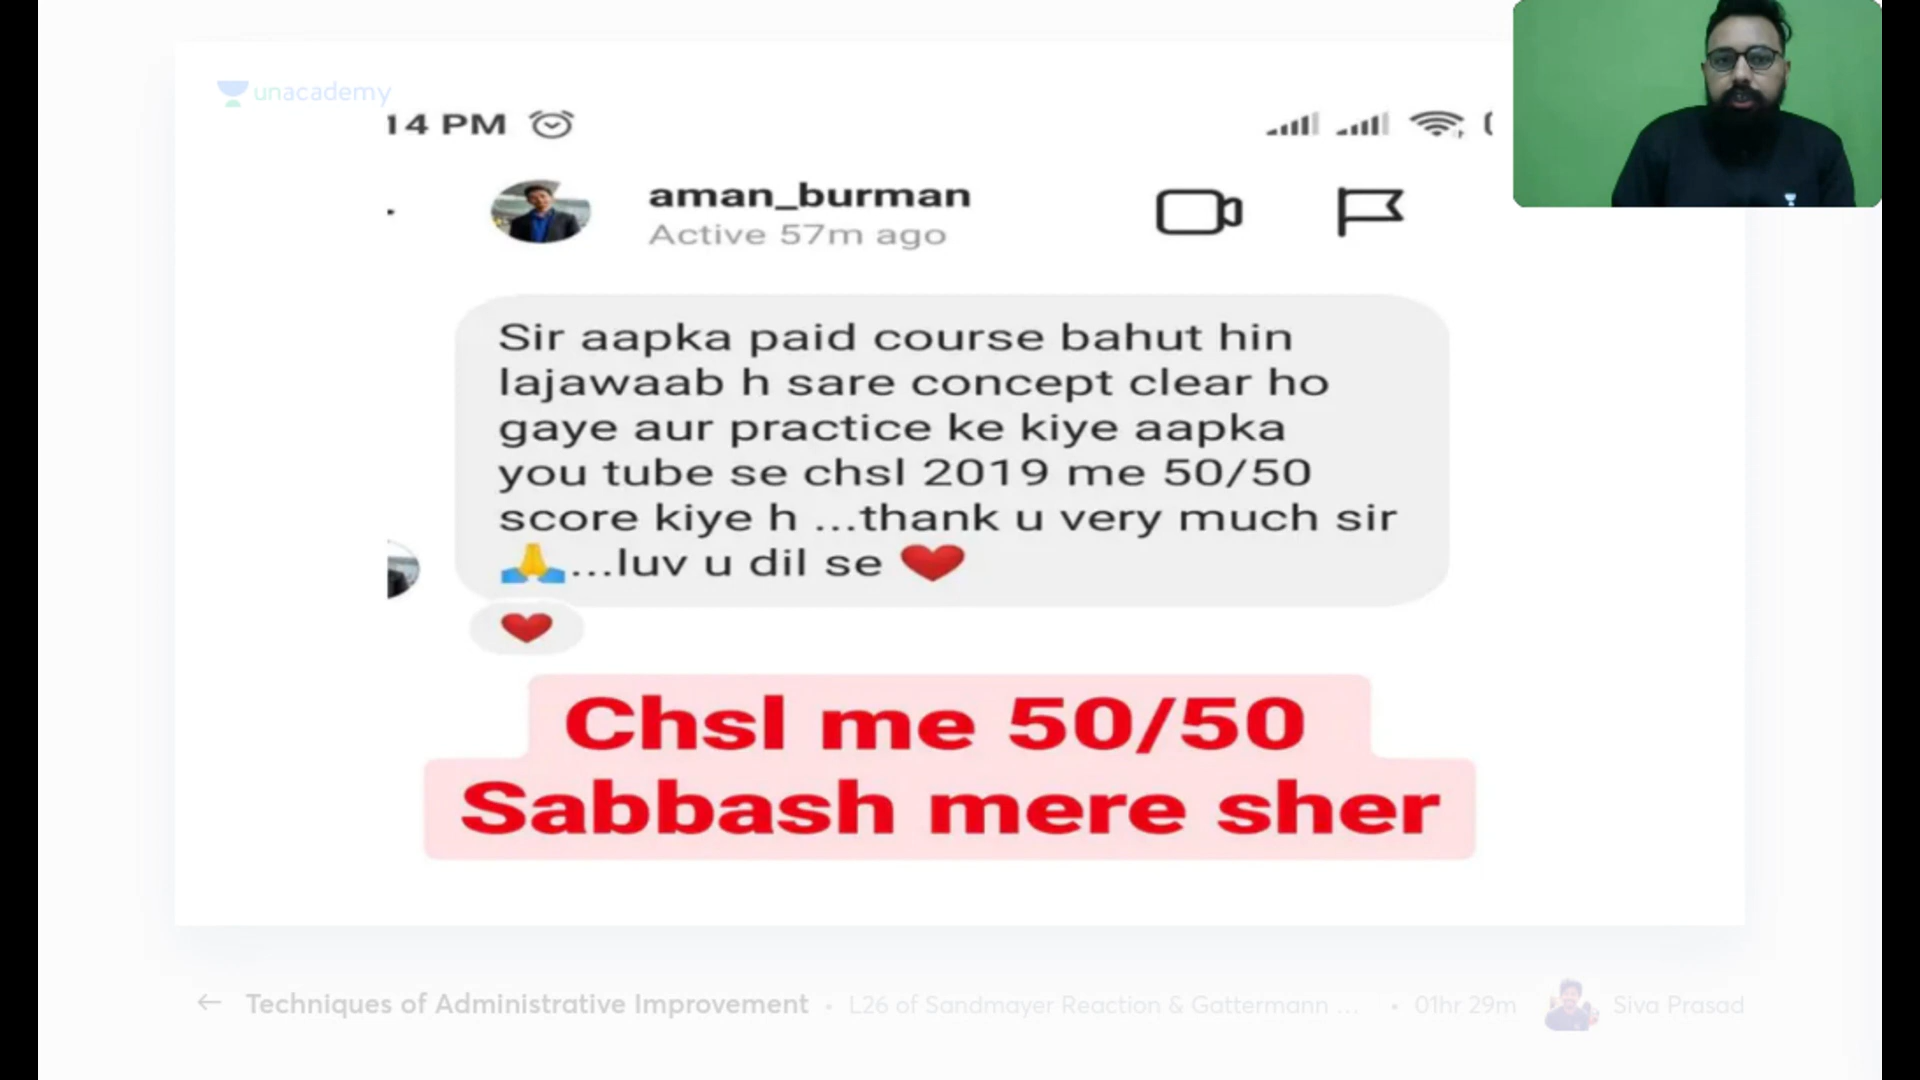 unacademy
14 PM
aman_burman
Active 57m ago
Sir aapka paid course bahut hin
lajawaab h sare concept clear ho
gaye aur practice ke kiye aapka
you tube se chsl 2019 me 50/50
score kiye h ...thank u very much sir
🙏...luv u dil se ❤️
❤️
Chsl me 50/50
Sabbash mere sher
Techniques of Administrative Improvement • L26 of Sandmayer Reaction & Gattermann ... • 01hr 29m Siva Prasad